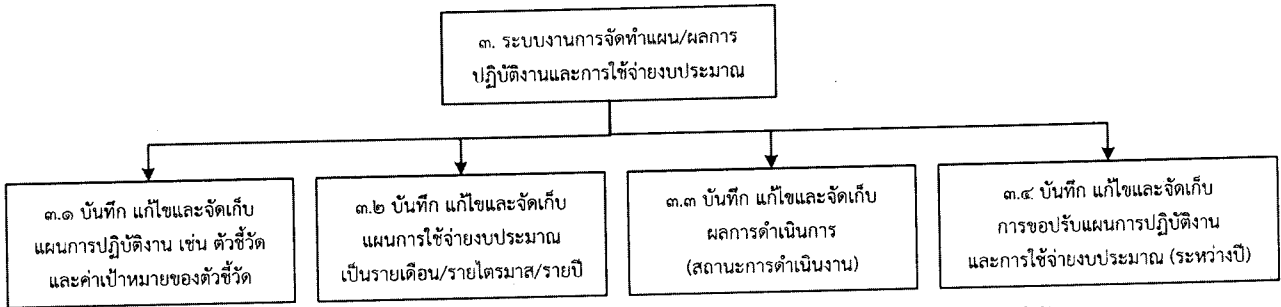 ๓. ระบบงานการจัดทำแผน/ผลการ
ปฏิบัติงานและการใช้จ่ายงบประมาณ
๓.๑ บันทึก แก้ไขและจัดเก็บ
แผนการปฏิบัติงาน เช่น ตัวชี้วัด
และค่าเป้าหมายของตัวชี้วัด
๓.๒ บันทึก แก้ไขและจัดเก็บ
แผนการใช้จ่ายงบประมาณ
เป็นรายเดือน/รายไตรมาส/รายปี
๓.๓ บันทึก แก้ไขและจัดเก็บ
ผลการดำเนินการ
(สถานะการดำเนินงาน)
๓.๔ บันทึก แก้ไขและจัดเก็บ
การขอปรับแผนการปฏิบัติงาน
และการใช้จ่ายงบประมาณ (ระหว่างปี)